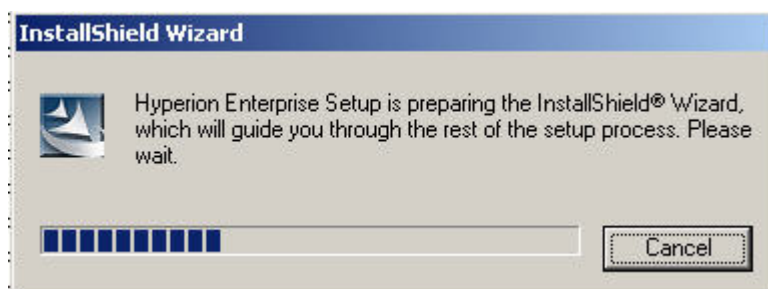 InstallShield Wizard
Hyperion Enterprise Setup is preparing the InstallShield® Wizard,
which will guide you through the rest of the setup process. Please
wait.
Cancel